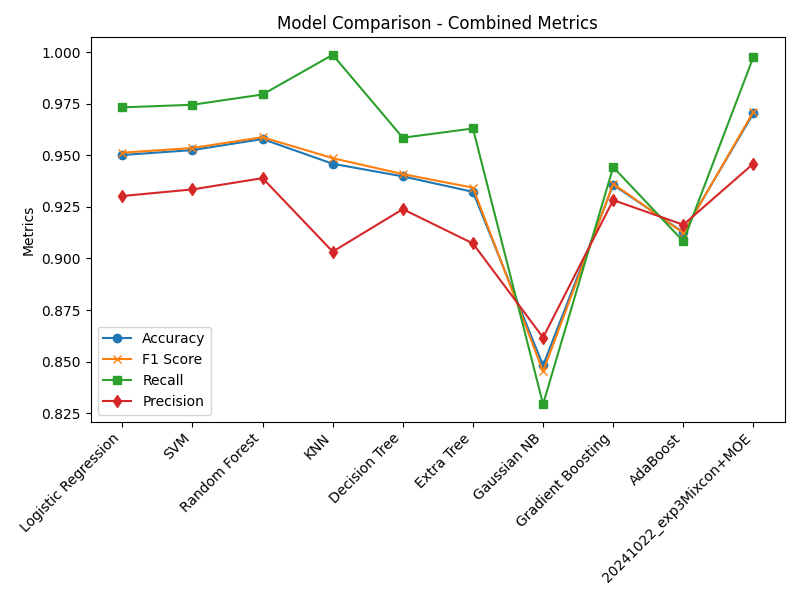 Model Comparison - Combined Metrics
Metrics
1.000
0.975
0.950
0.925
0.900
0.875
0.850
0.825
Accuracy
F1 Score
Recall
Precision
Logistic Regression
SVM
Random Forest
KNN
Decision Tree
Extra Tree
Gaussian NB
Gradient Boosting
AdaBoost
20241022_exp3Mixcon+MOE